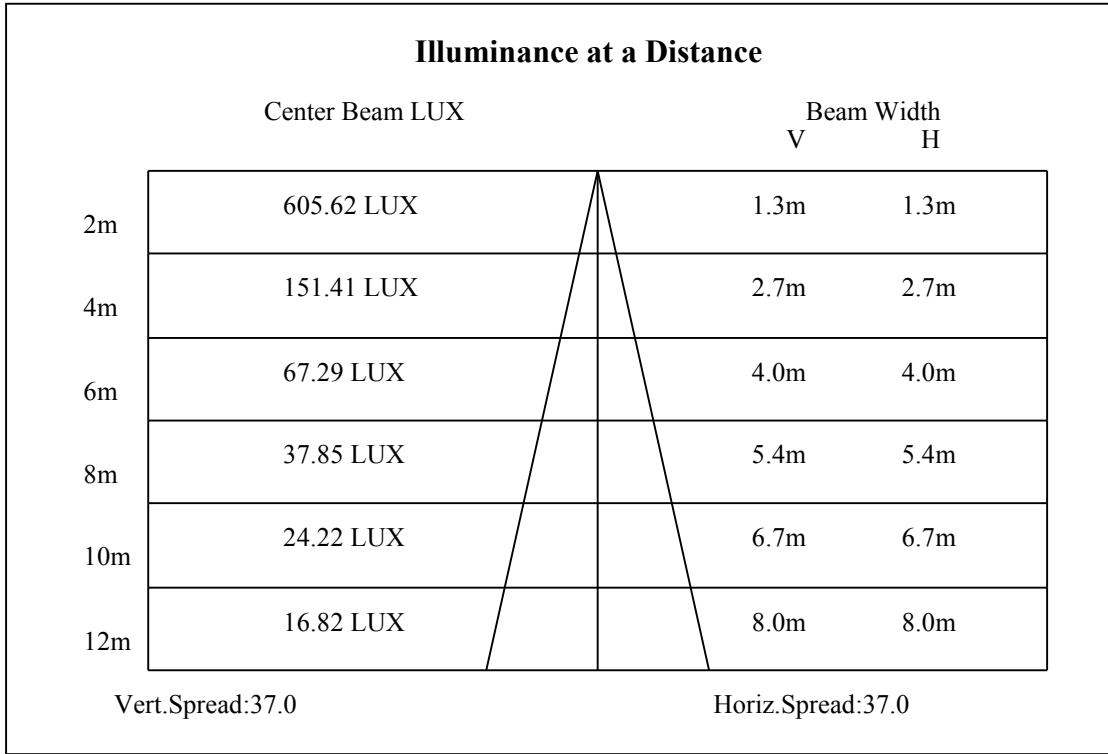 Illuminance at a Distance
Center Beam LUX Beam Width
V H
2m 605.62 LUX 1.3m 1.3m
4m 151.41 LUX 2.7m 2.7m
6m 67.29 LUX 4.0m 4.0m
8m 37.85 LUX 5.4m 5.4m
10m 24.22 LUX 6.7m 6.7m
12m 16.82 LUX 8.0m 8.0m
Vert.Spread:37.0 Horiz.Spread:37.0